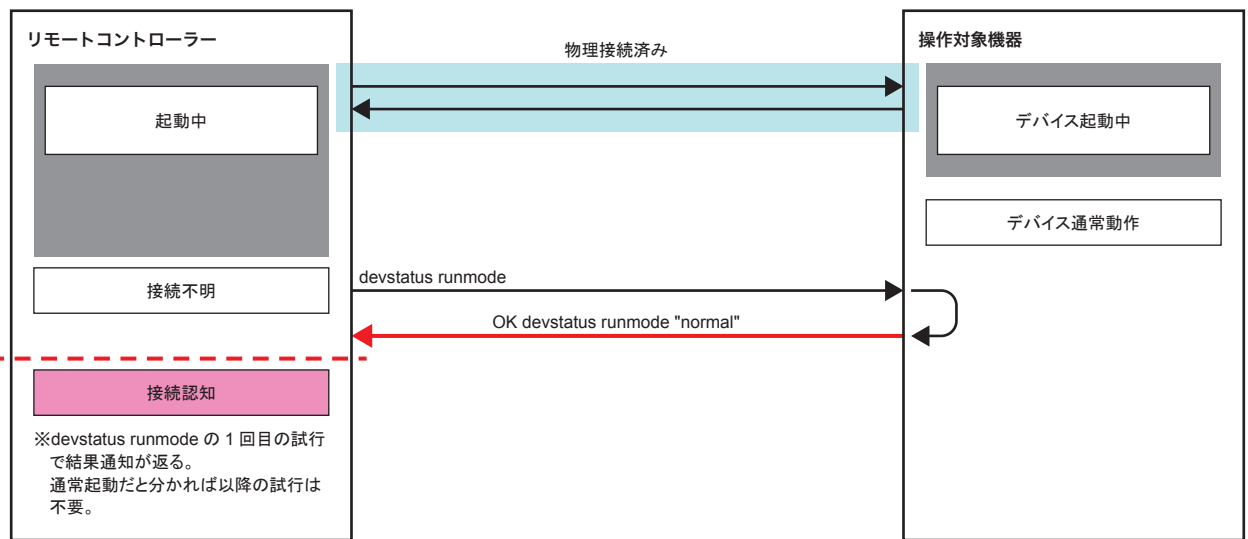 リモートコントローラー
物理接続済み
操作対象機器
起動中
デバイス起動中
デバイス通常動作
接続不明
devstatus runmode
OK devstatus runmode "normal"
接続認知
※devstatus runmode の 1 回目の試行
で結果通知が返る。
通常起動だと分かれば以降の試行は
不要。